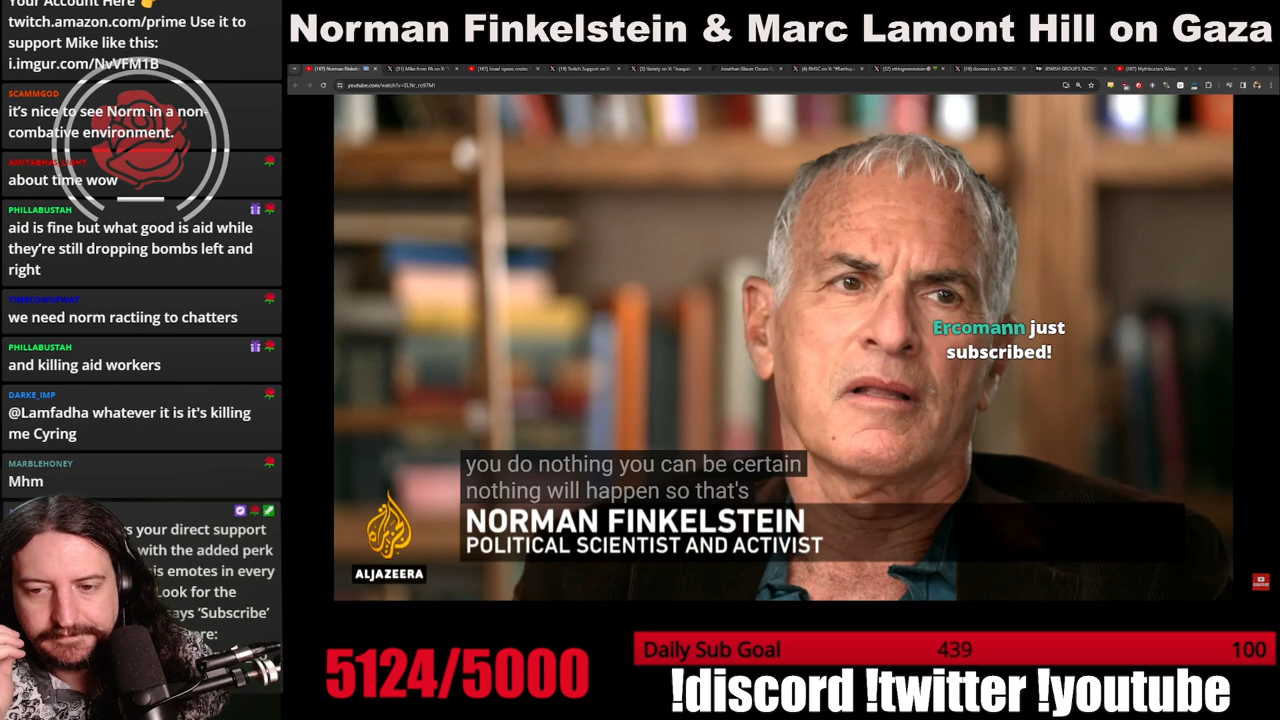 Your Account Here 👉
twitch.amazon.com/prime Use it to
support Mike like this:
i.imgur.com/NvVFM1B
SCAMMGOD
it's nice to see Norm in a non-
combative environment.
about time wow
PHILLABUSTAH
aid is fine but what good is aid while
they're still dropping bombs left and
right
we need norm ractiing to chatters
PHILLABUSTAH
and killing aid workers
DARKE_IMP
@Lamfadha whatever it is it's killing
me Cyring
MARBLEHONEY
Mhm
your direct support
with the added perk
emotes in every
Look for the
says ‘Subscribe’
Norman Finkelstein & Marc Lamont Hill on Gaza
Ercomann just
subscribed!
you do nothing you can be certain
nothing will happen so that's
NORMAN FINKELSTEIN
POLITICAL SCIENTIST AND ACTIVIST
ALJAZEERA
5124/5000
Daily Sub Goal 439 100
!discord !twitter !youtube